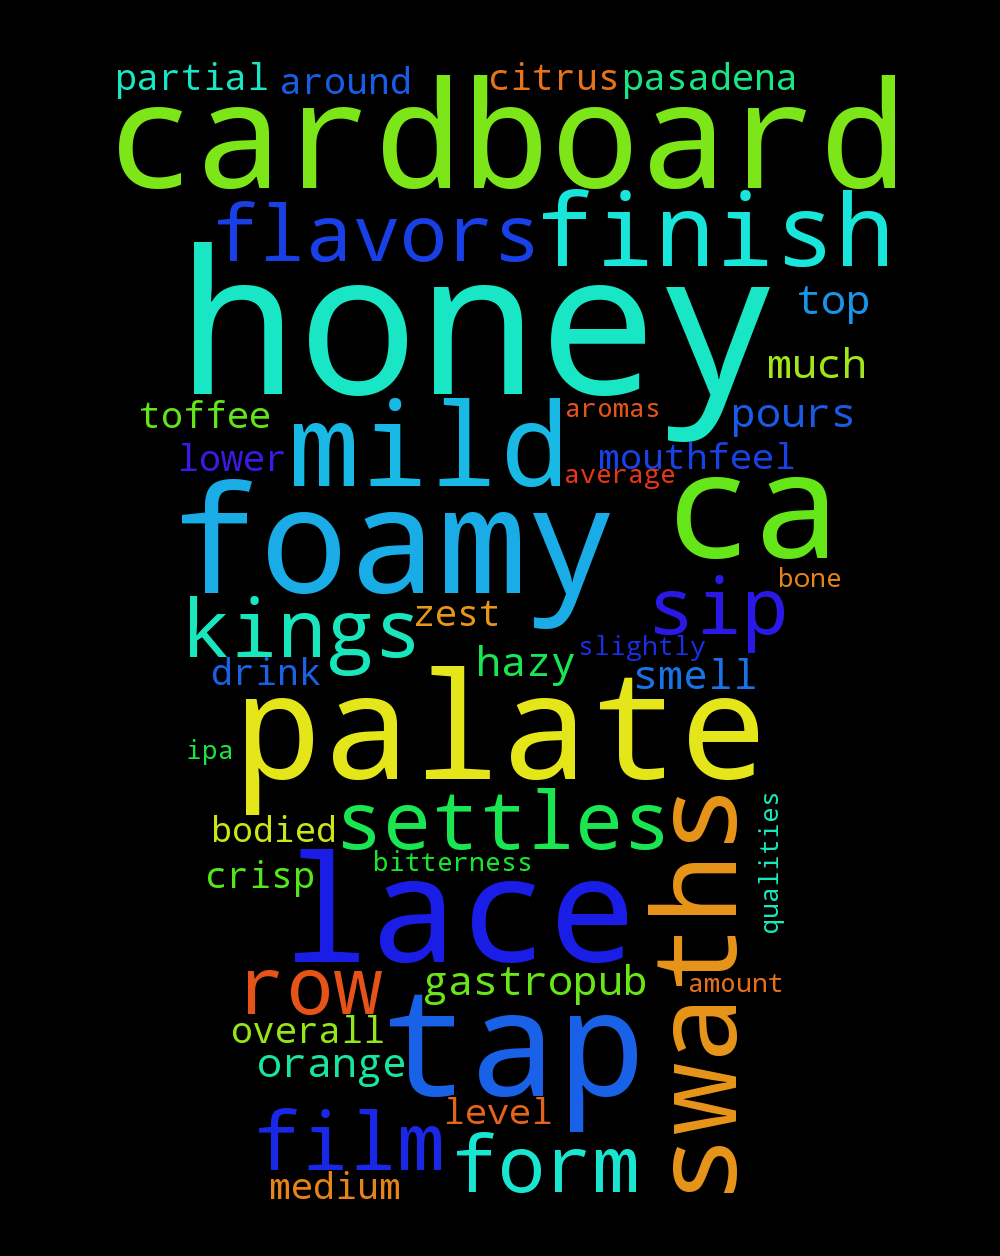 partial around citrus pasadena
cardboard
flavors finish
honey
top
much
toffee mild aromas pours
lower average mouthfeel
foamy ca
bone
kings zest sip
drink hazy slightly smell
palate
ipa
settles swaths qualities
bodied
crisp bitterness
lace
row gastropub amount
overall tap
orange
film level
form
medium